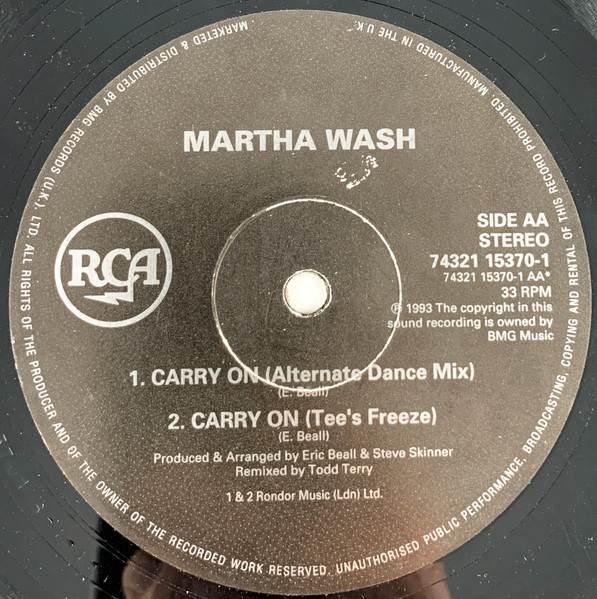 MARTHA WASH
RCA
SIDE AA
STEREO
74321 15370-1
74321 15370-1 AA*
33 RPM
℗ 1993 The copyright in this
sound recording is owned by
BMG Music
1. CARRY ON (Alternate Dance Mix)
(E. Beall)
2. CARRY ON (Tee's Freeze)
(E. Beall)
Produced & Arranged by Eric Beall & Steve Skinner
Remixed by Todd Terry
1 & 2 Rondor Music (Ldn) Ltd.
MARKETED & DISTRIBUTED BY BMG RECORDS (U.K.), LTD. ALL RIGHTS OF THE PRODUCER AND OF THE OWNER OF THE RECORDED WORK RESERVED. UNAUTHORISED PUBLIC PERFORMANCE, BROADCASTING, COPYING AND RENTAL OF THIS RECORD PROHIBITED. MANUFACTURED IN THE U.K.